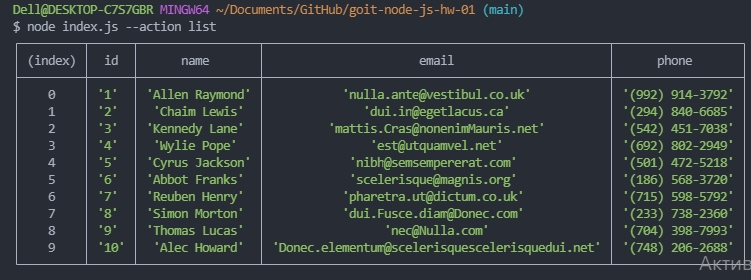 Dell@DESKTOP-C7S7GBR MINGW64 ~/Documents/GitHub/goit-node-js-hw-01 (main)
$ node index.js --action list
(index) id name email phone
0 '1' 'Allen Raymond' 'nulla.ante@vestibul.co.uk' '(992) 914-3792'
1 '2' 'Chaim Lewis' 'dui.in@egetlacus.ca' '(294) 840-6685'
2 '3' 'Kennedy Lane' 'mattis.Cras@nonenimMauris.net' '(542) 451-7038'
3 '4' 'Wylie Pope' 'est@utquamvel.net' '(692) 802-2949'
4 '5' 'Cyrus Jackson' 'nibh@semsempererat.com' '(501) 472-5218'
5 '6' 'Abbot Franks' 'scelerisque@magnis.org' '(186) 568-3720'
6 '7' 'Reuben Henry' 'pharetra.ut@dictum.co.uk' '(715) 598-5792'
7 '8' 'Simon Morton' 'dui.Fusce.diam@Donec.com' '(233) 738-2360'
8 '9' 'Thomas Lucas' 'nec@Nulla.com' '(704) 398-7993'
9 '10' 'Alec Howard' 'Donec.elementum@scelerisquescelerisquedui.net' '(748) 206-2688'
Актив